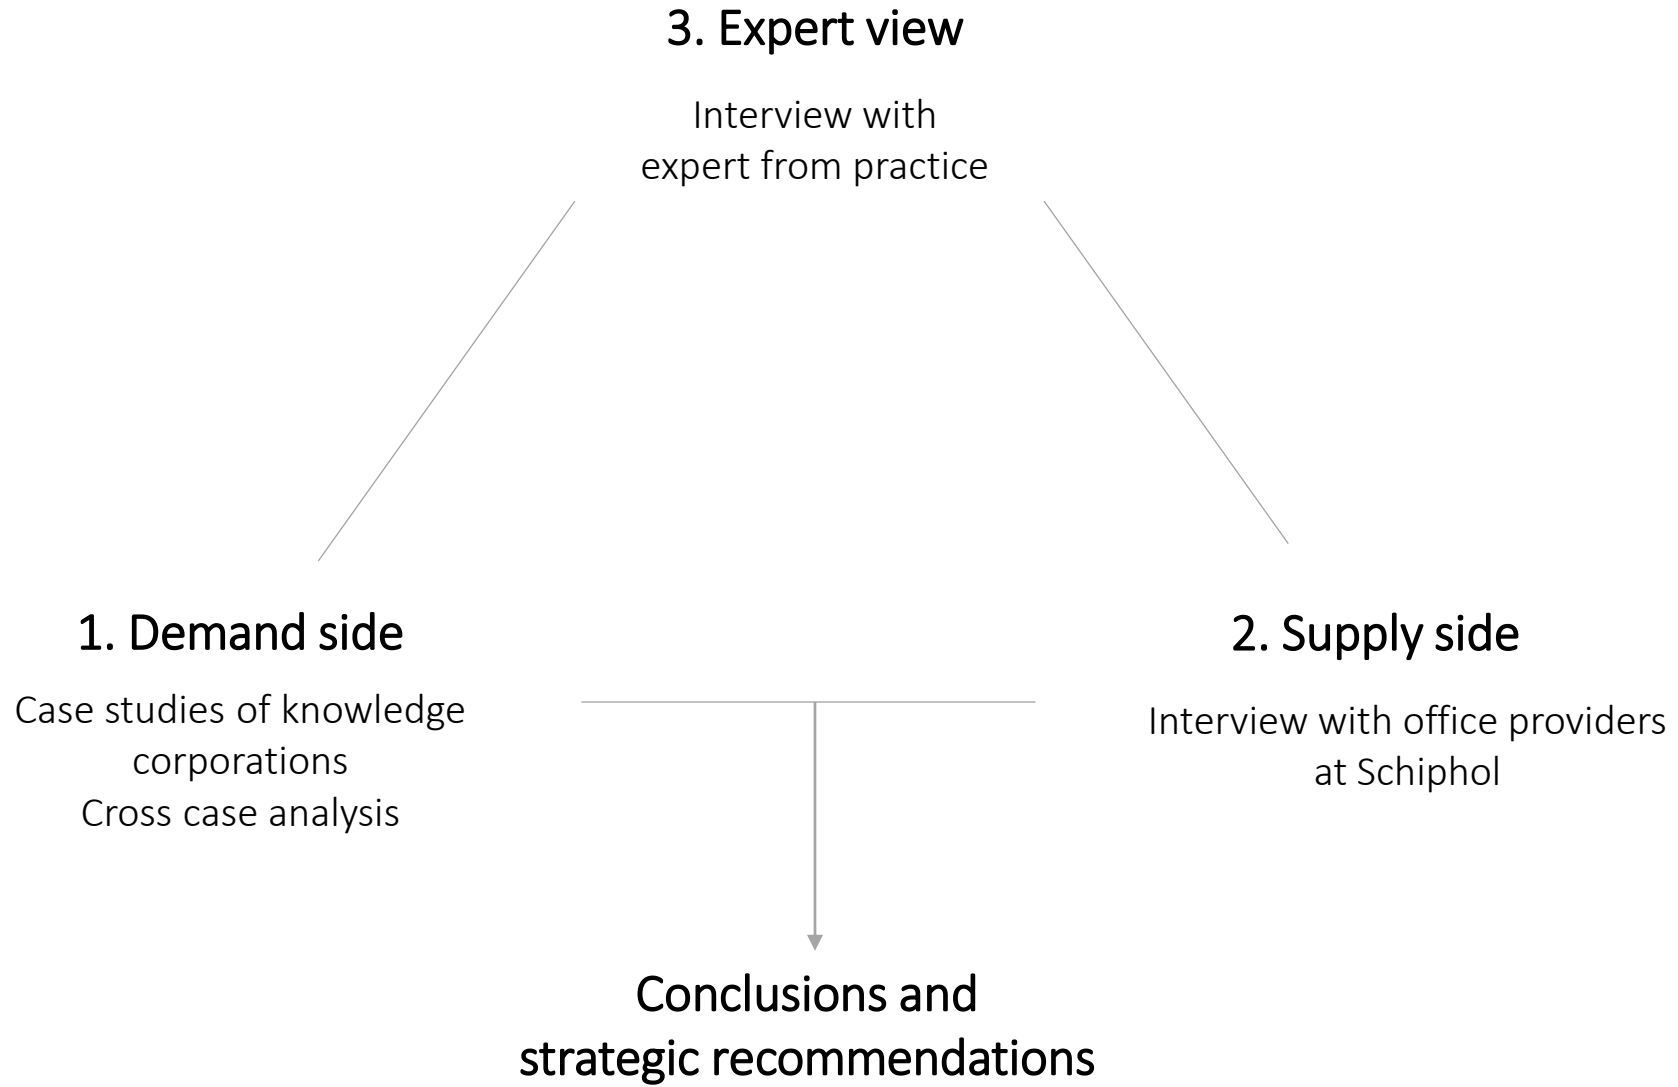 3. Expert view
Interview with
expert from practice
1. Demand side
Case studies of knowledge
corporations
Cross case analysis
2. Supply side
Interview with office providers
at Schiphol
Conclusions and
strategic recommendations